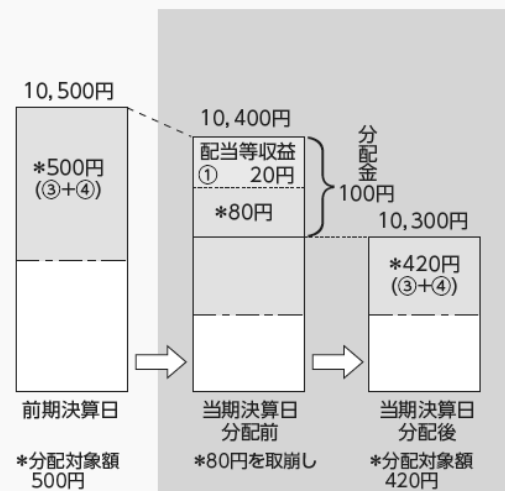 10,500円
*500円
(③+④)
前期決算日
*分配対象額
500円
10,400円
配当等収益
① 20円
*80円
分配金
100円
当期決算日
分配前
*80円を取崩し
10,300円
*420円
(③+④)
当期決算日
分配後
*分配対象額
420円